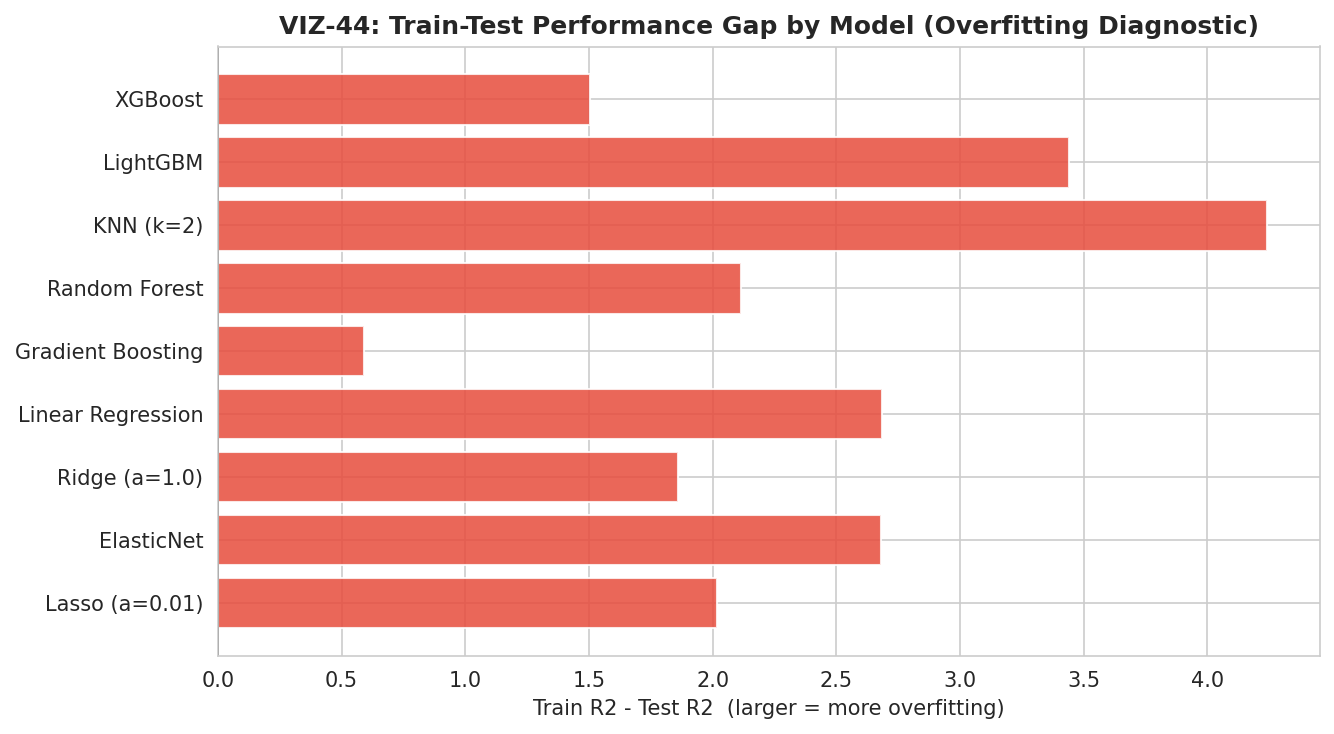 VIZ-44: Train-Test Performance Gap by Model (Overfitting Diagnostic)
XGBoost
LightGBM
KNN (k=2)
Random Forest
Gradient Boosting
Linear Regression
Ridge (a=1.0)
ElasticNet
Lasso (a=0.01)
0.0 0.5 1.0 1.5 2.0 2.5 3.0 3.5 4.0
Train R2 - Test R2  (larger = more overfitting)